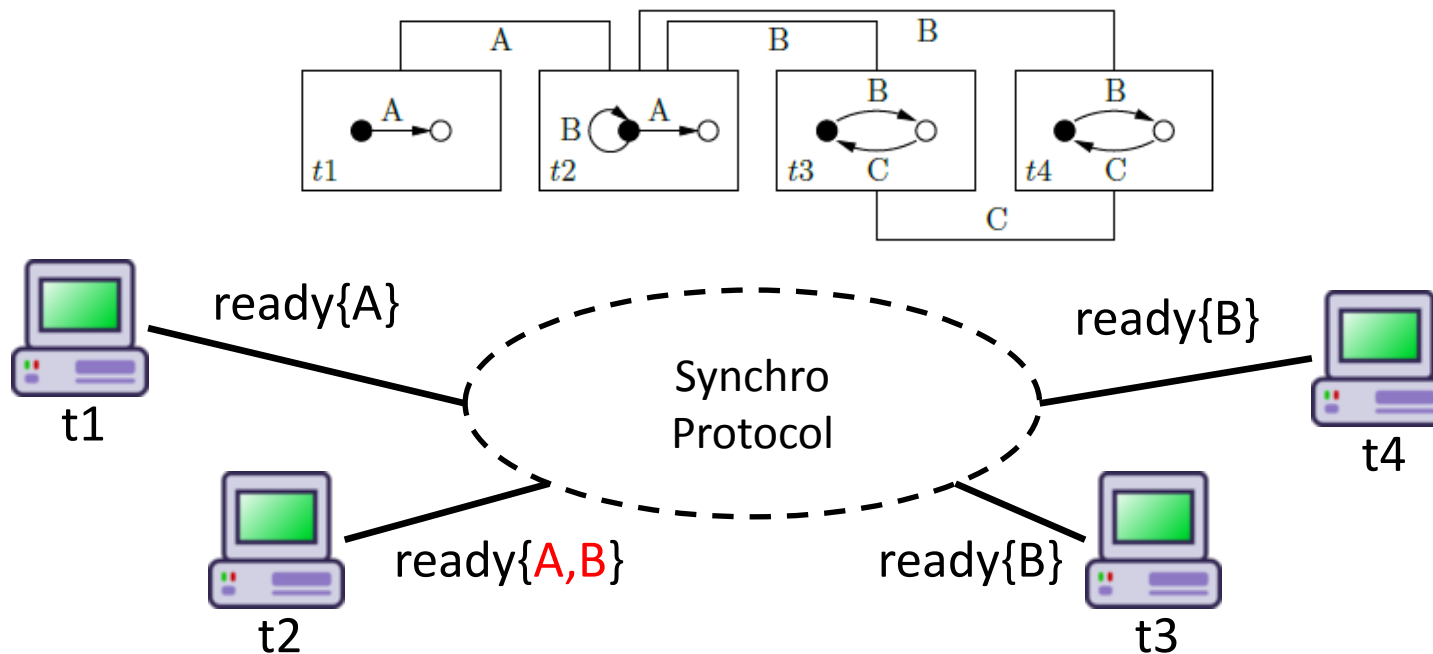 A
B
B
A
t1
B
A
t2
B
C
t3
B
C
t4
C
ready{A}
t1
Synchro
Protocol
ready{B}
t4
ready{A,B}
t2
ready{B}
t3